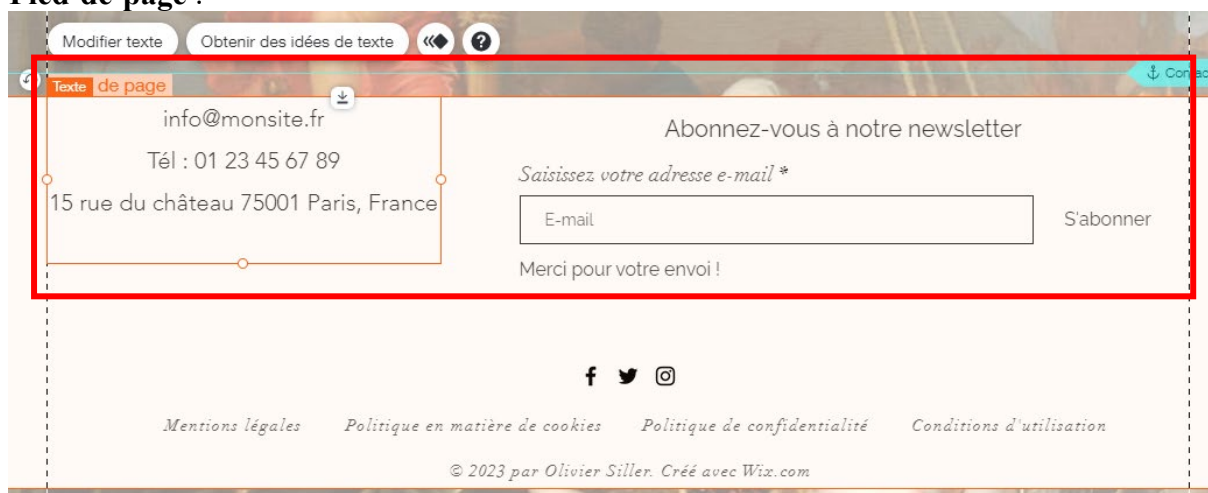 Pied de page :
Modifier texte Obtenir des idées de texte
Contac
Texte de page
info@monsite.fr
Tél : 01 23 45 67 89
15 rue du château 75001 Paris, France
Abonnez-vous à notre newsletter
Saisissez votre adresse e-mail *
E-mail
S'abonner
Merci pour votre envoi !
Mentions légales Politique en matière de cookies Politique de confidentialité Conditions d'utilisation
© 2023 par Olivier Siller. Créé avec Wix.com